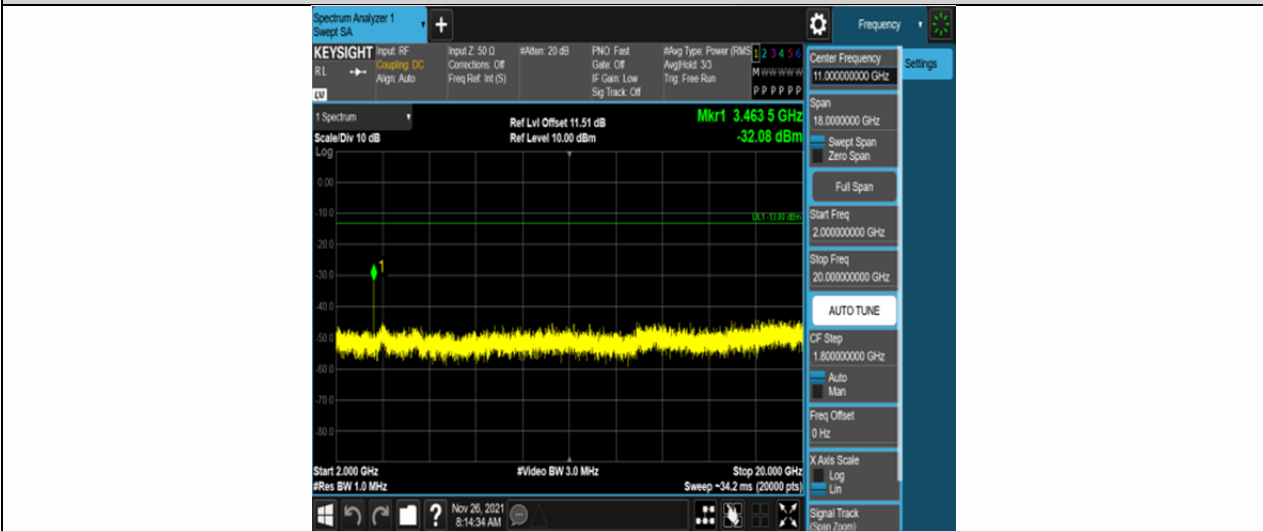 Spectrum Analyzer 1
Swept SA
+
Frequency
KEYSIGHT
RL
LV
Input: RF
Coupling: DC
Align: Auto
Input Z: 50 Ω
Corrections: Off
Freq Ref: Int (S)
#Atten: 20 dB
PNO: Fast
Gate: Off
IF Gain: Low
Sig Track: Off
#Avg Type: Power (RMS
Avg|Hold: 3/3
Trig: Free Run
1 2 3 4 5 6
M W W W W W
P P P P P P
Center Frequency
11.000000000 GHz
Settings
Span
18.0000000 GHz
Swept Span
Zero Span
Full Span
Start Freq
2.000000000 GHz
Stop Freq
20.000000000 GHz
AUTO TUNE
CF Step
1.800000000 GHz
Auto
Man
Freq Offset
0 Hz
X Axis Scale
Log
Lin
Signal Track
(Span Zoom)
1 Spectrum
Scale/Div 10 dB
Log
Ref Lvl Offset 11.51 dB
Ref Level 10.00 dBm
Mkr1 3.463 5 GHz
-32.08 dBm
0.00
-10.0
DL1 -13.00 dBm
-20.0
1
-30.0
-40.0
-50.0
-60.0
-70.0
-80.0
Start 2.000 GHz
#Res BW 1.0 MHz
#Video BW 3.0 MHz
Stop 20.000 GHz
Sweep ~34.2 ms (20000 pts)
?
Nov 26, 2021
8:14:34 AM